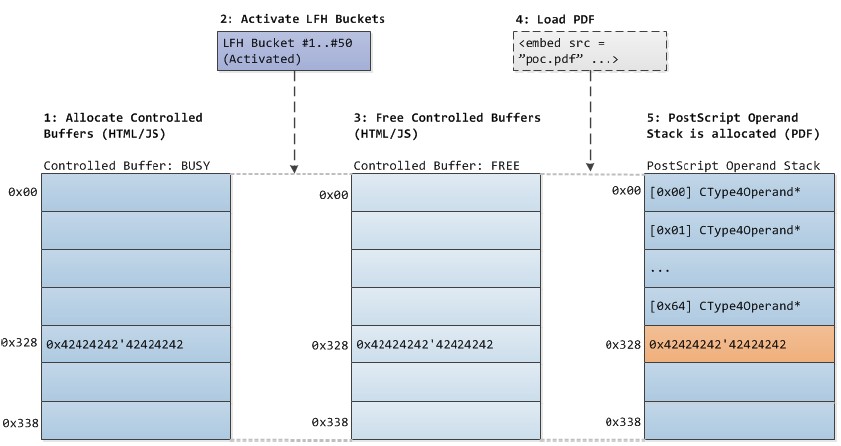 2: Activate LFH Buckets
LFH Bucket #1..#50
(Activated)
4: Load PDF
<embed src =
”poc.pdf” ...>
1: Allocate Controlled
Buffers (HTML/JS)
Controlled Buffer: BUSY
0x00
0x328
0x42424242'42424242
0x338
3: Free Controlled Buffers
(HTML/JS)
Controlled Buffer: FREE
0x00
0x328
0x42424242'42424242
0x338
5: PostScript Operand
Stack is allocated (PDF)
PostScript Operand Stack
0x00
[0x00] CType4Operand*
[0x01] CType4Operand*
...
[0x64] CType4Operand*
0x328
0x42424242'42424242
0x338